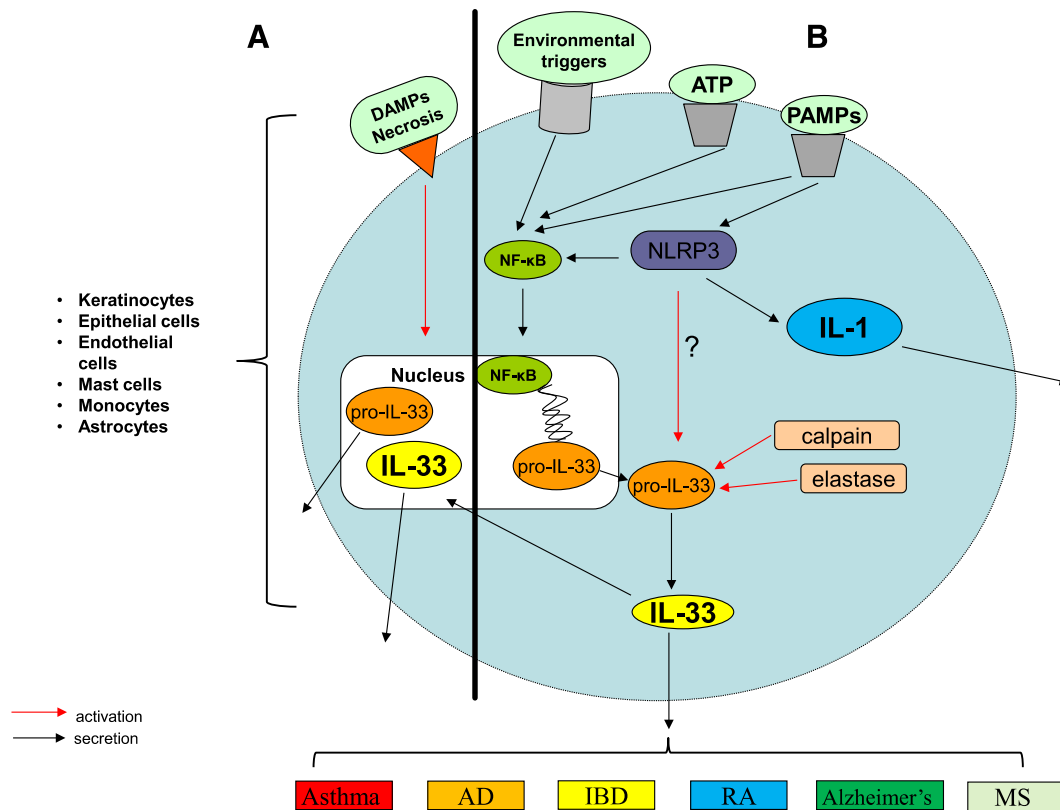 A
B
Environmental
triggers
ATP
PAMPs
DAMPs
Necrosis
NF-κB
NLRP3
IL-1
• Keratinocytes
• Epithelial cells
• Endothelial
cells
• Mast cells
• Monocytes
• Astrocytes
?
Nucleus
NF-κB
pro-IL-33
IL-33
pro-IL-33
pro-IL-33
calpain
elastase
IL-33
activation
secretion
Asthma
AD
IBD
RA
Alzheimer's
MS